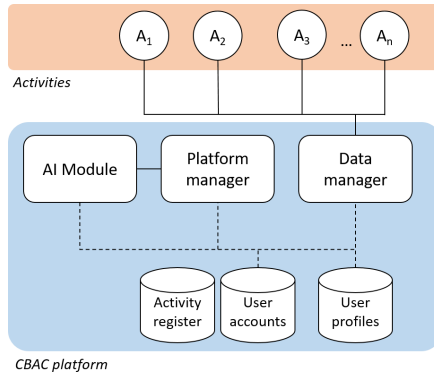 A1 A2 A3 ... An
Activities
AI Module
Platform
manager
Data
manager
Activity
register
User
accounts
User
profiles
CBAC platform